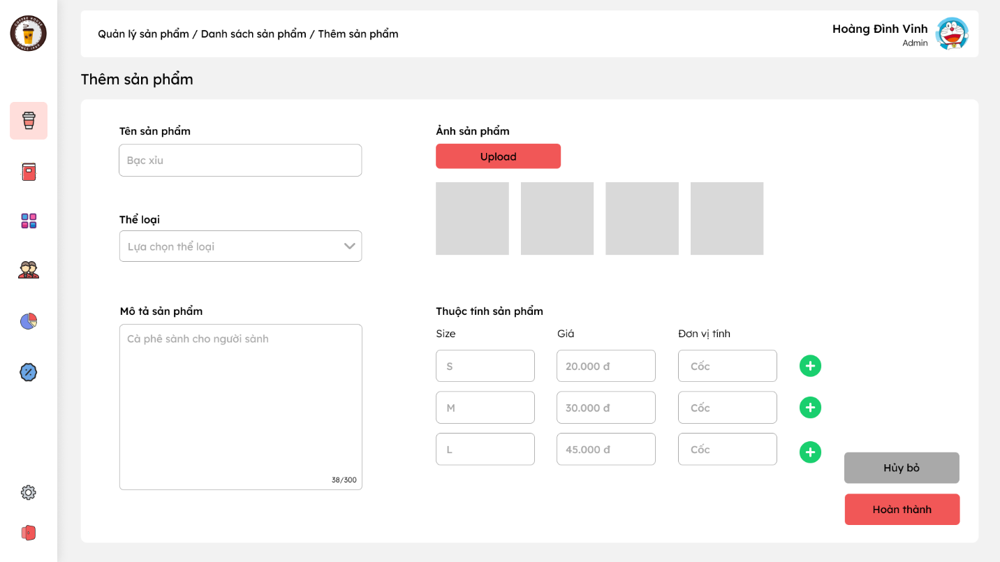 COFFEE HOUSE
Quản lý sản phẩm / Danh sách sản phẩm / Thêm sản phẩm
Hoàng Đình Vinh
Admin
Thêm sản phẩm
Tên sản phẩm
Bạc xỉu
Thể loại
Lựa chọn thể loại
Mô tả sản phẩm
Cà phê sành cho người sành
38/300
Ảnh sản phẩm
Upload
Thuộc tính sản phẩm
Size Giá Đơn vị tính
S 20.000 đ Cốc
M 30.000 đ Cốc
L 45.000 đ Cốc
Hủy bỏ
Hoàn thành